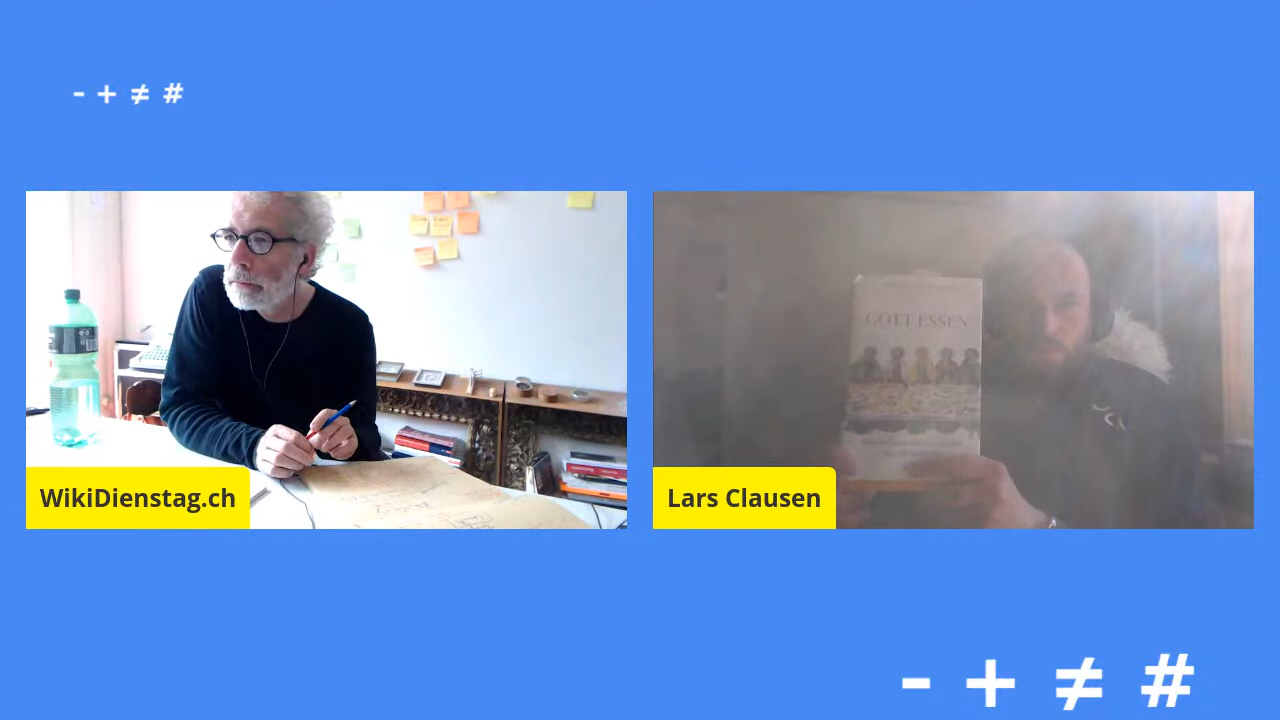 - + ≠ #
WikiDienstag.ch
GOTT ESSEN
Lars Clausen
- + ≠ #